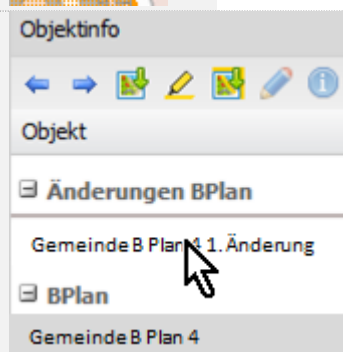 Objektinfo
Objekt
Änderungen BPlan
Gemeinde B Plan 4 1. Änderung
BPlan
Gemeinde B Plan 4